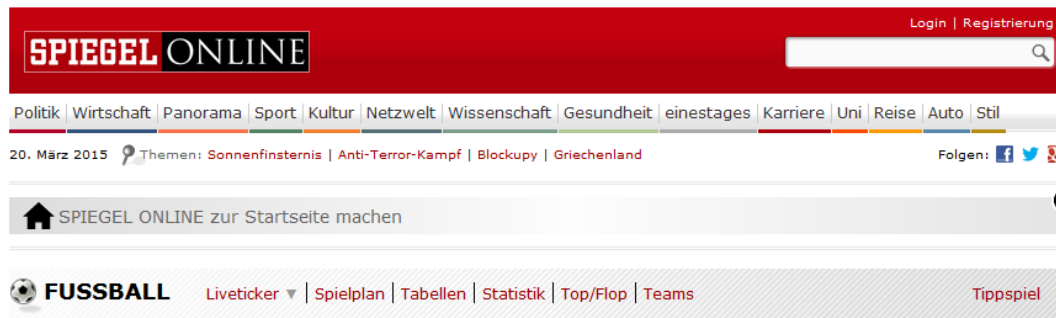 Login | Registrierung
SPIEGEL ONLINE
Politik | Wirtschaft | Panorama | Sport | Kultur | Netzwelt | Wissenschaft | Gesundheit | einestages | Karriere | Uni | Reise | Auto | Stil
20. März 2015 Themen: Sonnenfinsternis | Anti-Terror-Kampf | Blockupy | Griechenland Folgen:
SPIEGEL ONLINE zur Startseite machen
FUSSBALL Liveticker ▼ | Spielplan | Tabellen | Statistik | Top/Flop | Teams Tippspiel